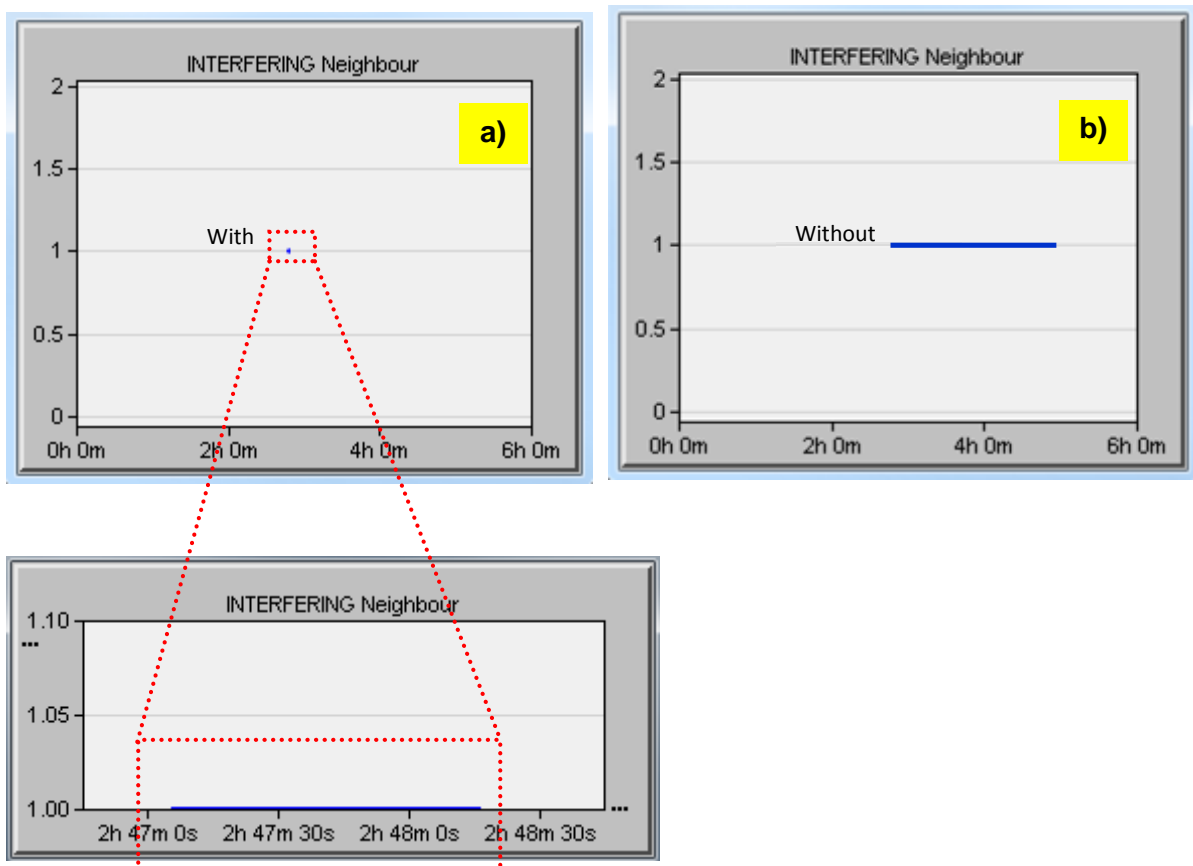 INTERFERING Neighbour
a)
2
1.5
With
1
0.5
0
0h 0m 2h 0m 4h 0m 6h 0m
INTERFERING Neighbour
b)
2
1.5
Without
1
0.5
0
0h 0m 2h 0m 4h 0m 6h 0m
INTERFERING Neighbour
1.10
...
1.05
1.00
...
2h 47m 0s 2h 47m 30s 2h 48m 0s 2h 48m 30s